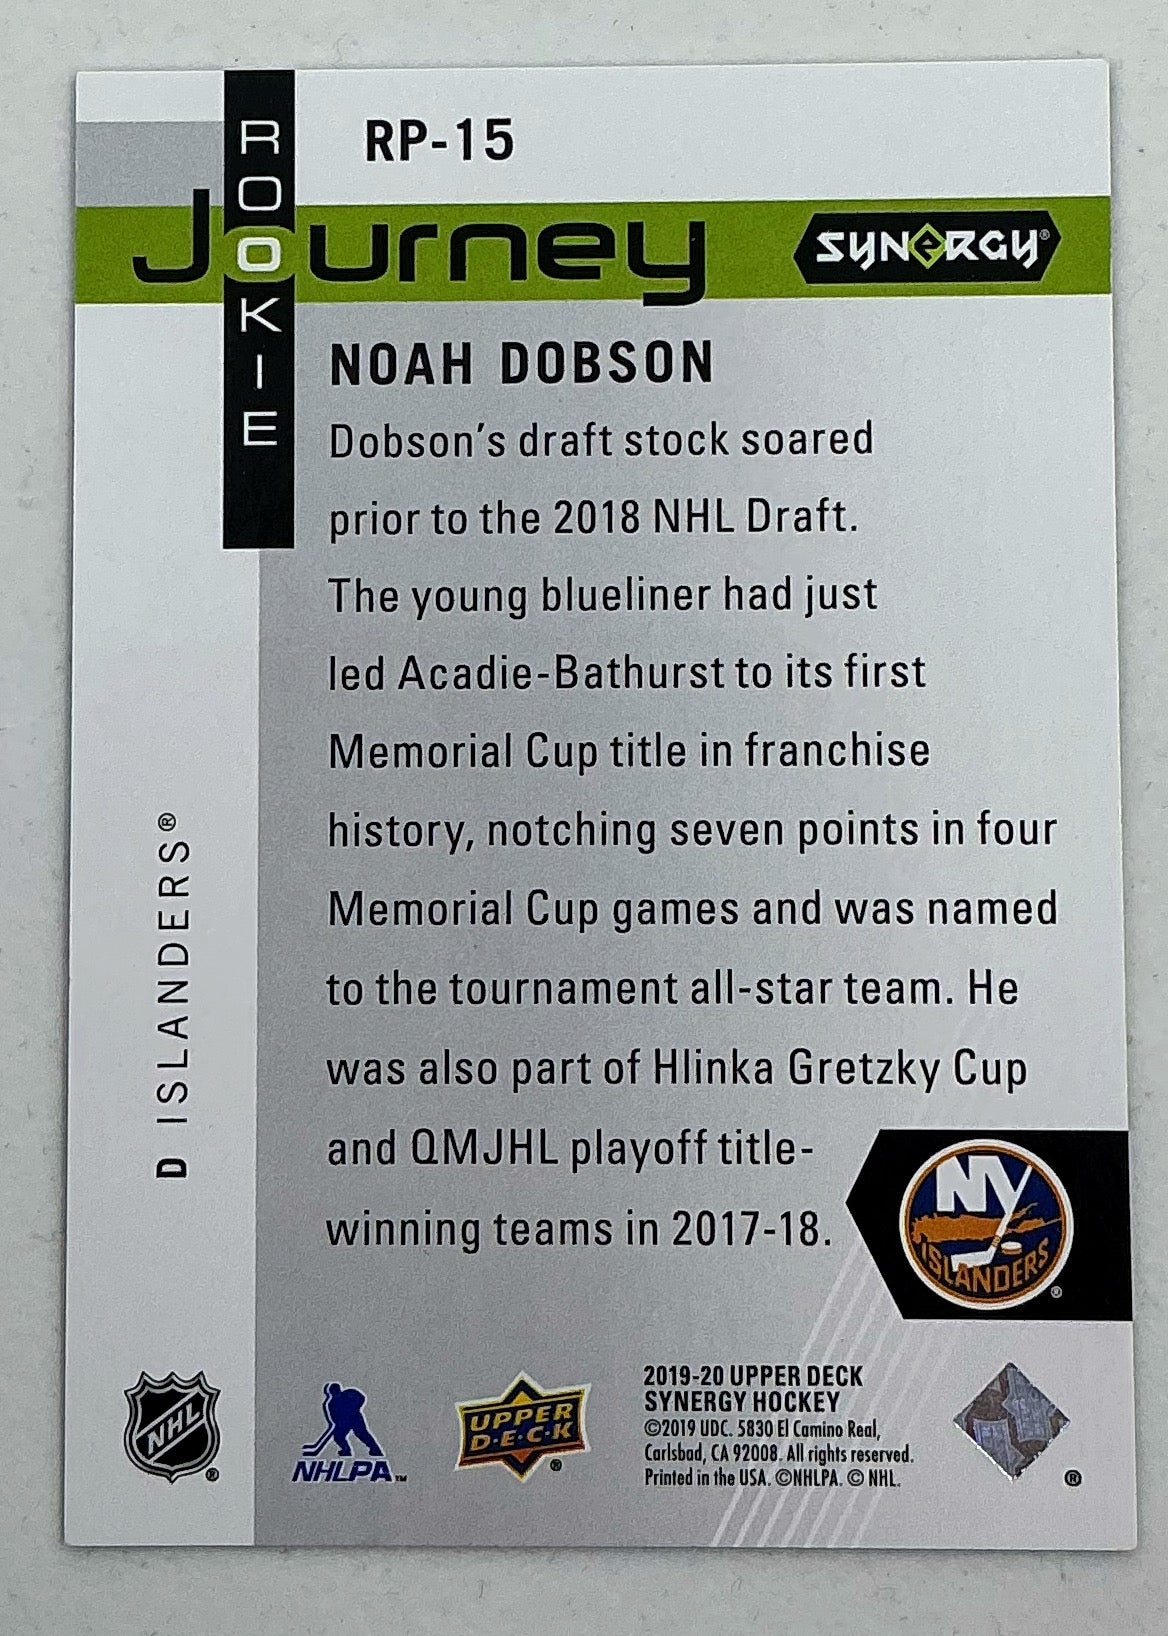 RP-15
ROOKIE
Journey
SYNERGY®
NOAH DOBSON
Dobson's draft stock soared
prior to the 2018 NHL Draft.
The young blueliner had just
led Acadie-Bathurst to its first
Memorial Cup title in franchise
history, notching seven points in four
Memorial Cup games and was named
to the tournament all-star team. He
was also part of Hlinka Gretzky Cup
and QMJHL playoff title-
winning teams in 2017-18.
D ISLANDERS®
NY
ISLANDERS
®
NHL
®
NHLPA™
UPPER
D·E·C·K
®
2019-20 UPPER DECK
SYNERGY HOCKEY
©2019 UDC. 5830 El Camino Real,
Carlsbad, CA 92008. All rights reserved.
Printed in the USA. ©NHLPA. © NHL.
®